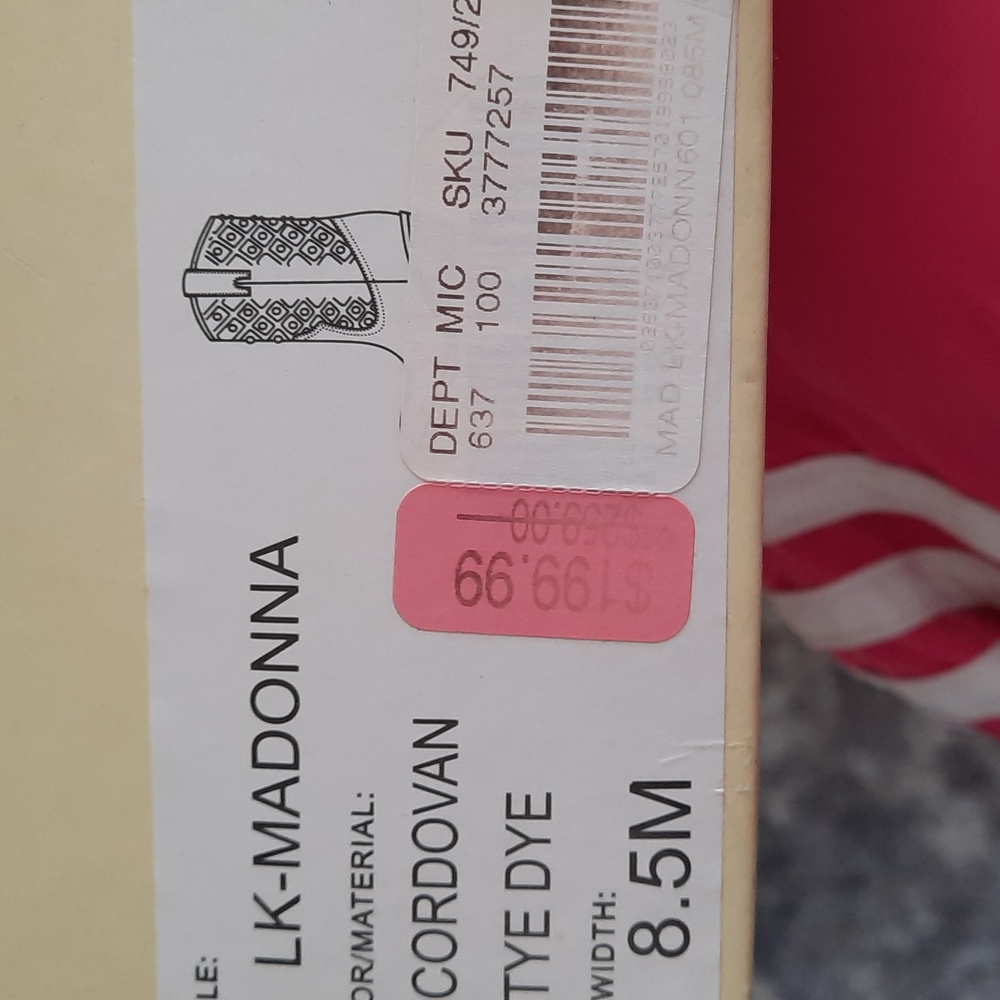 DEPT MIC SKU 749/2
637 100 3777257
MAD LK-MADONN601 085M/
$259.00
$199.99
LE:
LK-MADONNA
OR/MATERIAL:
CORDOVAN
TYE DYE
WIDTH:
8.5M